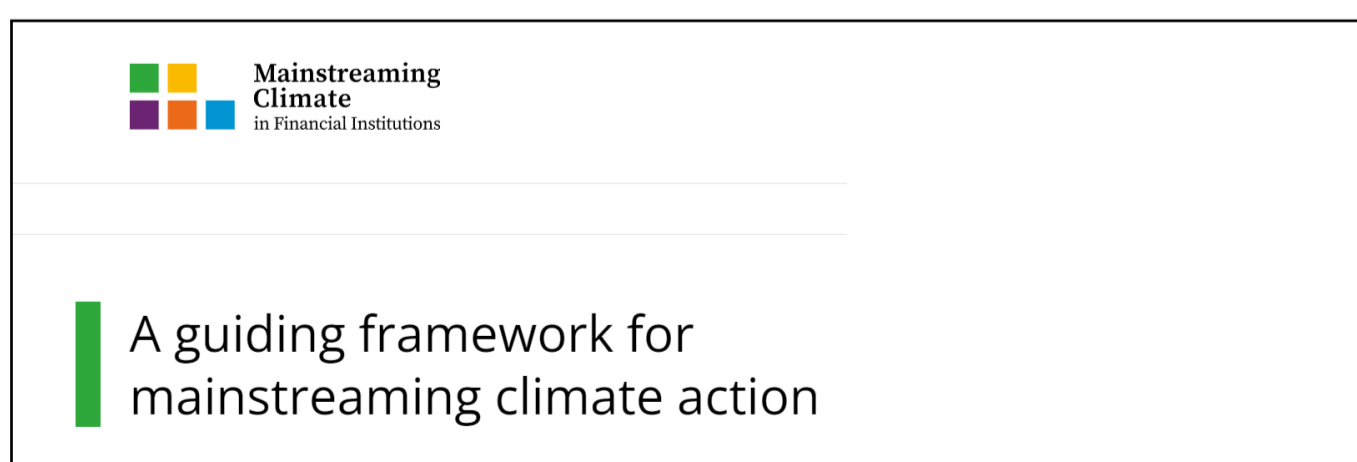 Mainstreaming
Climate
in Financial Institutions
A guiding framework for
mainstreaming climate action